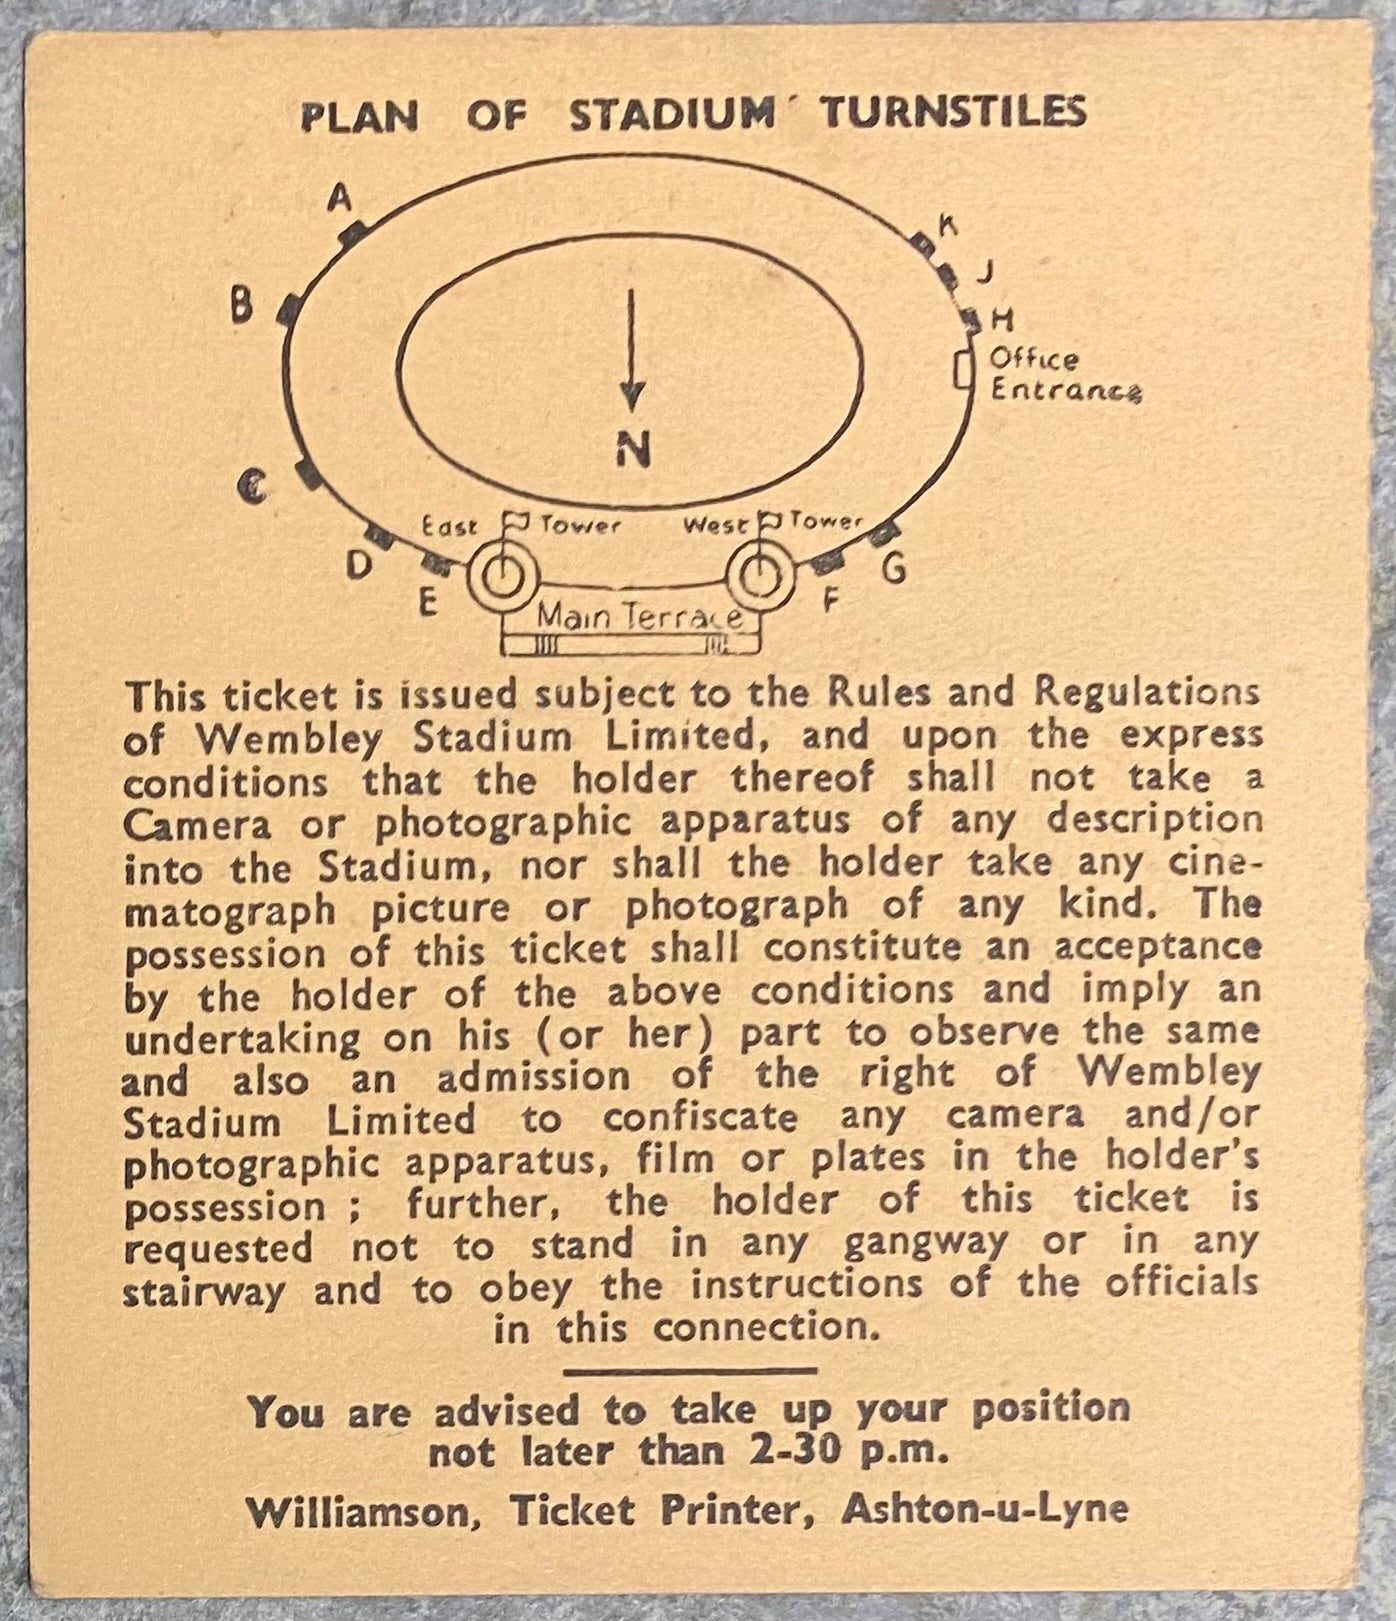 PLAN OF STADIUM TURNSTILES
A
K
J
B
H
Office
Entrance
N
C
East Tower West Tower
D
E
F
G
Main Terrace
This ticket is issued subject to the Rules and Regulations
of Wembley Stadium Limited, and upon the express
conditions that the holder thereof shall not take a
Camera or photographic apparatus of any description
into the Stadium, nor shall the holder take any cine-
matograph picture or photograph of any kind. The
possession of this ticket shall constitute an acceptance
by the holder of the above conditions and imply an
undertaking on his (or her) part to observe the same
and also an admission of the right of Wembley
Stadium Limited to confiscate any camera and/or
photographic apparatus, film or plates in the holder's
possession ; further, the holder of this ticket is
requested not to stand in any gangway or in any
stairway and to obey the instructions of the officials
in this connection.
You are advised to take up your position
not later than 2-30 p.m.
Williamson, Ticket Printer, Ashton-u-Lyne